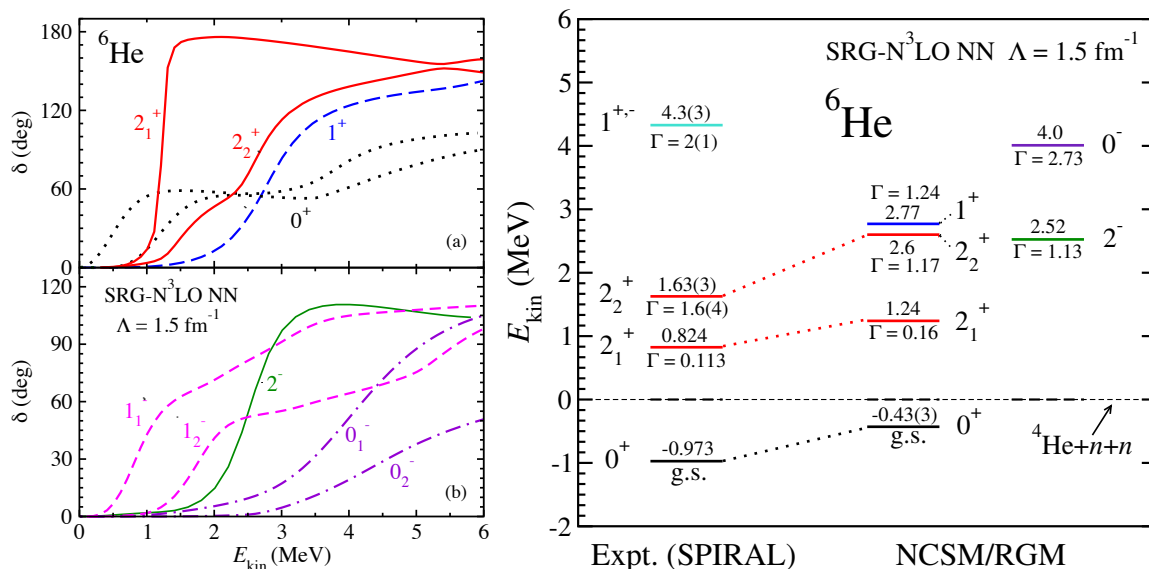 180
120
60
0
δ (deg)
⁶He
2₁⁺
2₂⁺
1⁺
0⁺
(a)
120
90
60
30
0
δ (deg)
SRG-N³LO NN
Λ = 1.5 fm⁻¹
1₁⁻
1₂⁻
2⁻
0₁⁻
0₂⁻
(b)
0 1 2 3 4 5 6
E_kin (MeV)
6
5
4
3
2
1
0
-1
-2
E_kin (MeV)
SRG-N³LO NN Λ = 1.5 fm⁻¹
⁶He
1⁺,⁻
4.3(3)
Γ = 2(1)
4.0
Γ = 2.73
0⁻
Γ = 1.24
2.77
1⁺
2.6
Γ = 1.17
2₂⁺
2.52
Γ = 1.13
2⁻
2₂⁺
1.63(3)
Γ = 1.6(4)
2₁⁺
0.824
Γ = 0.113
1.24
Γ = 0.16
2₁⁺
0⁺
-0.973
g.s.
-0.43(3)
g.s.
0⁺
⁴He+n+n
Expt. (SPIRAL)
NCSM/RGM